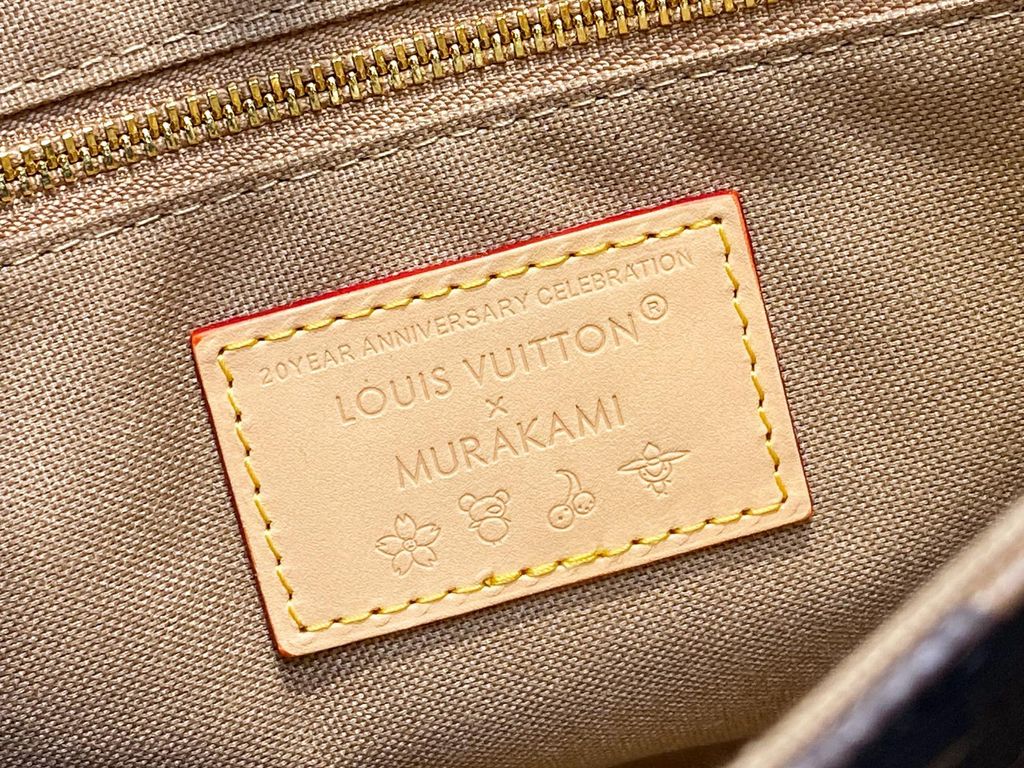 20YEAR ANNIVERSARY CELEBRATION
LOUIS VUITTON®
×
MURAKAMI